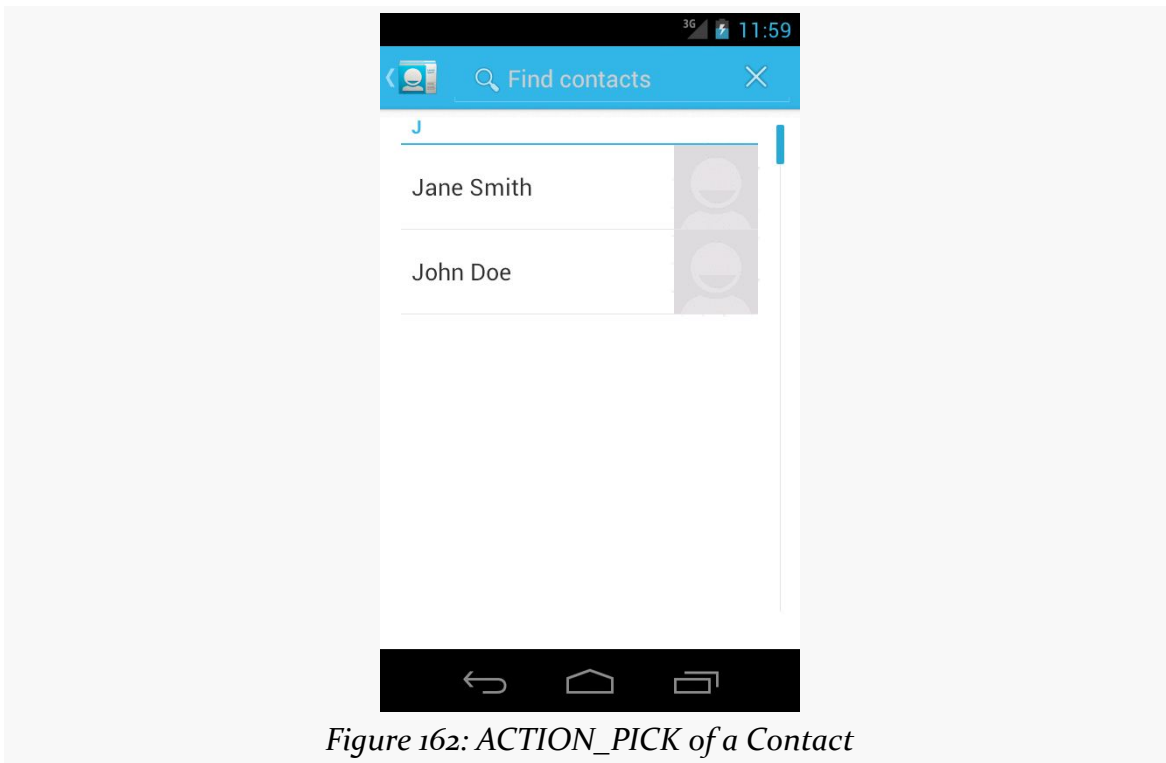 3G 11:59
Find contacts
J
Jane Smith
John Doe
Figure 162: ACTION_PICK of a Contact